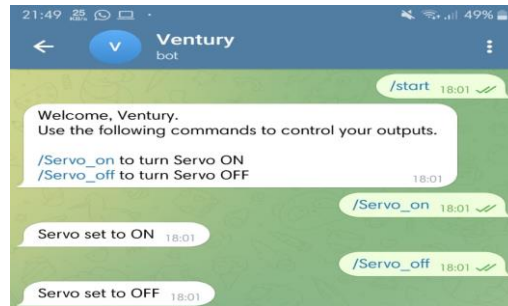 21:49 25 KB/s 49%
V Ventury
bot
/start 18:01
Welcome, Ventury.
Use the following commands to control your outputs.
/Servo_on to turn Servo ON
/Servo_off to turn Servo OFF
18:01
/Servo_on 18:01
Servo set to ON 18:01
/Servo_off 18:01
Servo set to OFF 18:01